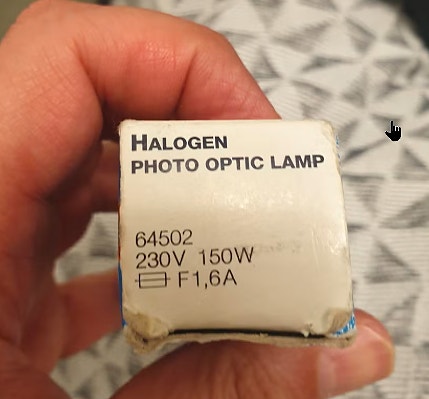 HALOGEN
PHOTO OPTIC LAMP
64502
230V 150W
F1,6A